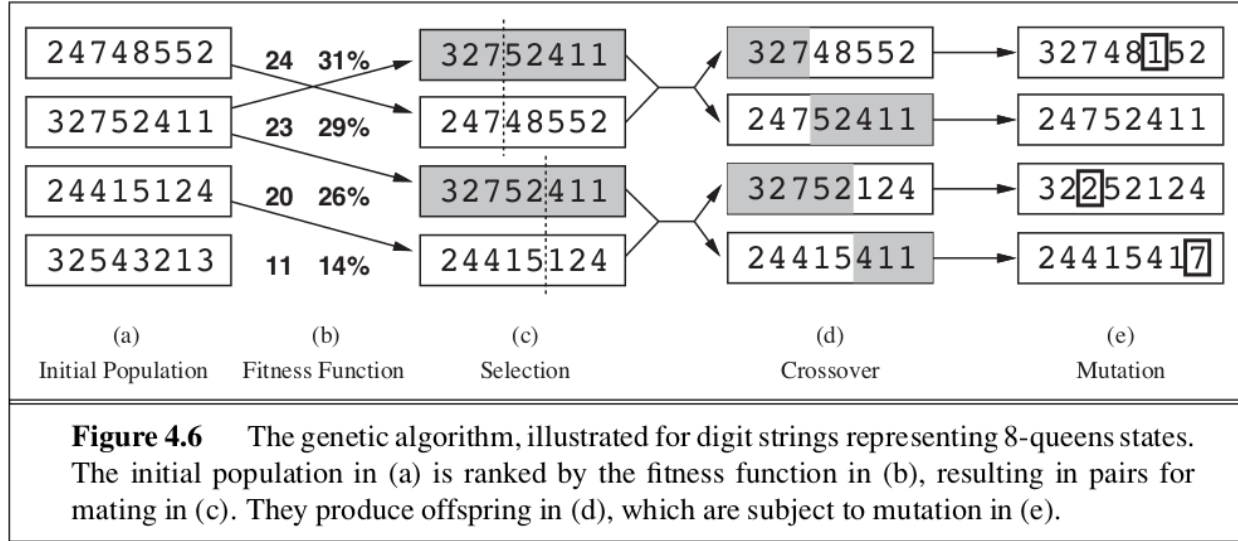 24748552 24 31% 32752411 32748552 32748152
32752411 23 29% 24748552 24752411 24752411
24415124 20 26% 32752411 32752124 32252124
32543213 11 14% 24415124 24415411 24415417
(a) (b) (c) (d) (e)
Initial Population Fitness Function Selection Crossover Mutation
Figure 4.6 The genetic algorithm, illustrated for digit strings representing 8-queens states.
The initial population in (a) is ranked by the fitness function in (b), resulting in pairs for
mating in (c). They produce offspring in (d), which are subject to mutation in (e).